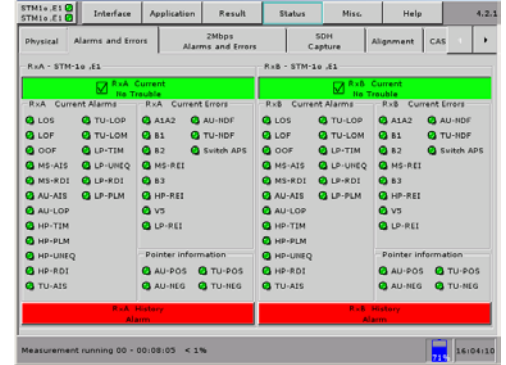 STM1o .E1
STM1o .E1
Interface Application Result Status Misc. Help 4.2.1
Physical Alarms and Errors 2Mbps Alarms and Errors SDH Capture Alignment CAS
RxA - STM-1o .E1 RxB - STM-1o .E1
RxA Current RxB Current
No Trouble No Trouble
RxA Current Alarms RxA Current Errors RxB Current Alarms RxB Current Errors
LOS TU-LOP A1A2 AU-NDF LOS TU-LOP A1A2 AU-NDF
LOF TU-LOM B1 TU-NDF LOF TU-LOM B1 TU-NDF
OOF LP-TIM B2 Switch APS OOF LP-TIM B2 Switch APS
MS-AIS LP-UNEQ MS-REI MS-AIS LP-UNEQ MS-REI
MS-RDI LP-RDI B3 MS-RDI LP-RDI B3
AU-AIS LP-PLM HP-REI AU-AIS LP-PLM HP-REI
AU-LOP V5 AU-LOP V5
HP-TIM LP-REI HP-TIM LP-REI
HP-PLM HP-PLM
HP-UNEQ Pointer information HP-UNEQ Pointer information
HP-RDI AU-POS TU-POS HP-RDI AU-POS TU-POS
TU-AIS AU-NEG TU-NEG TU-AIS AU-NEG TU-NEG
RxA History RxB History
Alarm Alarm
Measurement running 00 - 00:08:05 < 1% 71% 16:04:10